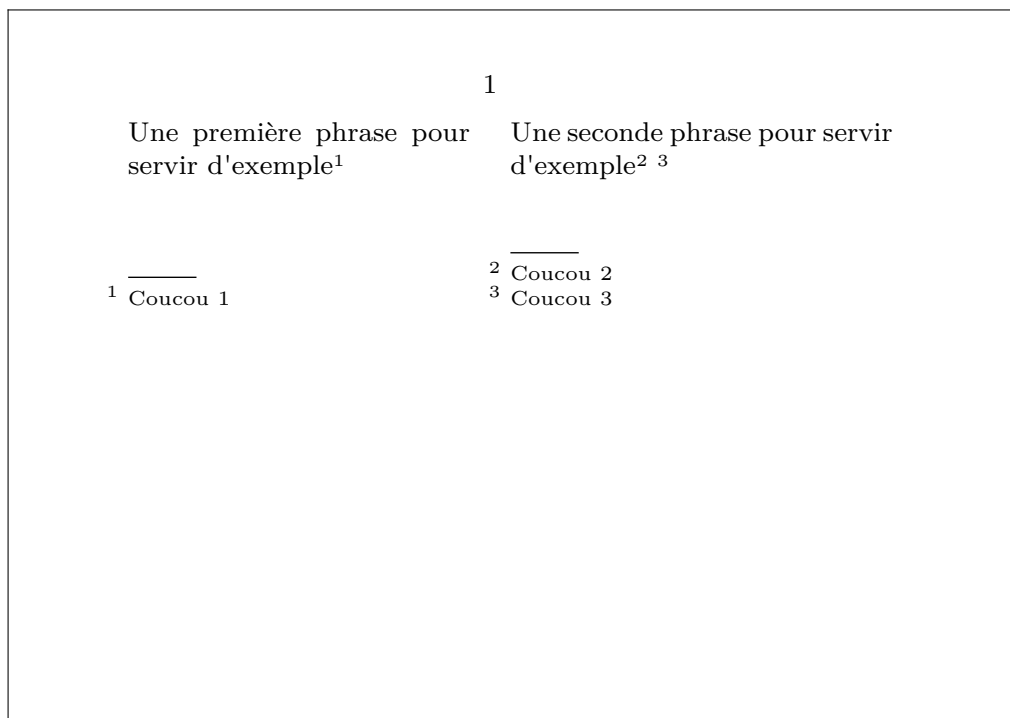 1
Une première phrase pour
servir d'exemple¹
¹ Coucou 1
Une seconde phrase pour servir
d'exemple² ³
² Coucou 2
³ Coucou 3